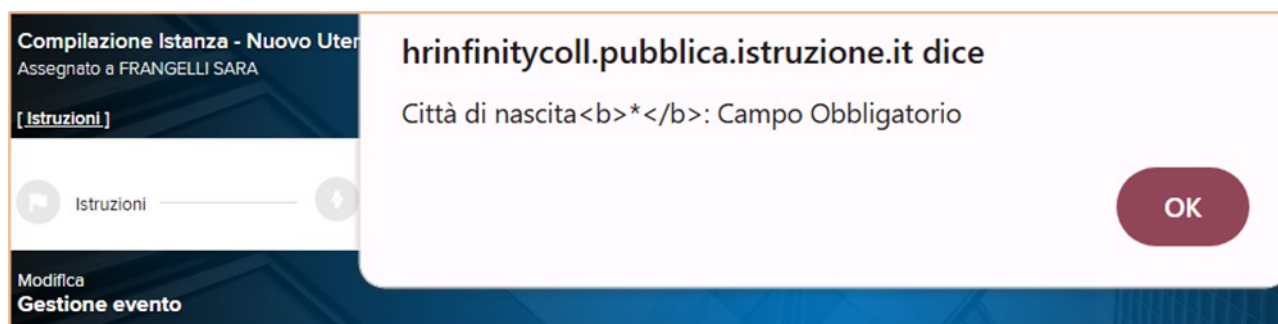 Compilazione Istanza - Nuovo Uter
Assegnato a FRANGELLI SARA
[ Istruzioni ]
Istruzioni
Modifica
Gestione evento
hrinfinitycoll.pubblica.istruzione.it dice
Città di nascita<b>*</b>: Campo Obbligatorio
OK